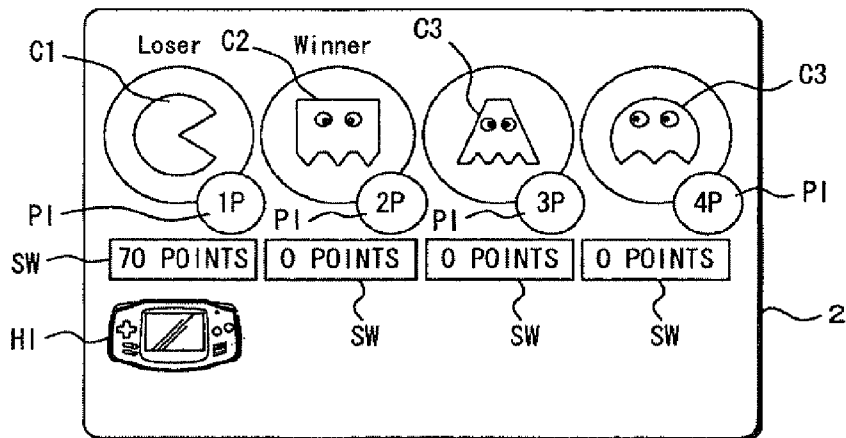 Loser Winner
C1 C2 C3 C3
1P 2P 3P 4P
PI PI PI PI
SW 70 POINTS 0 POINTS 0 POINTS 0 POINTS
SW SW SW
HI
2